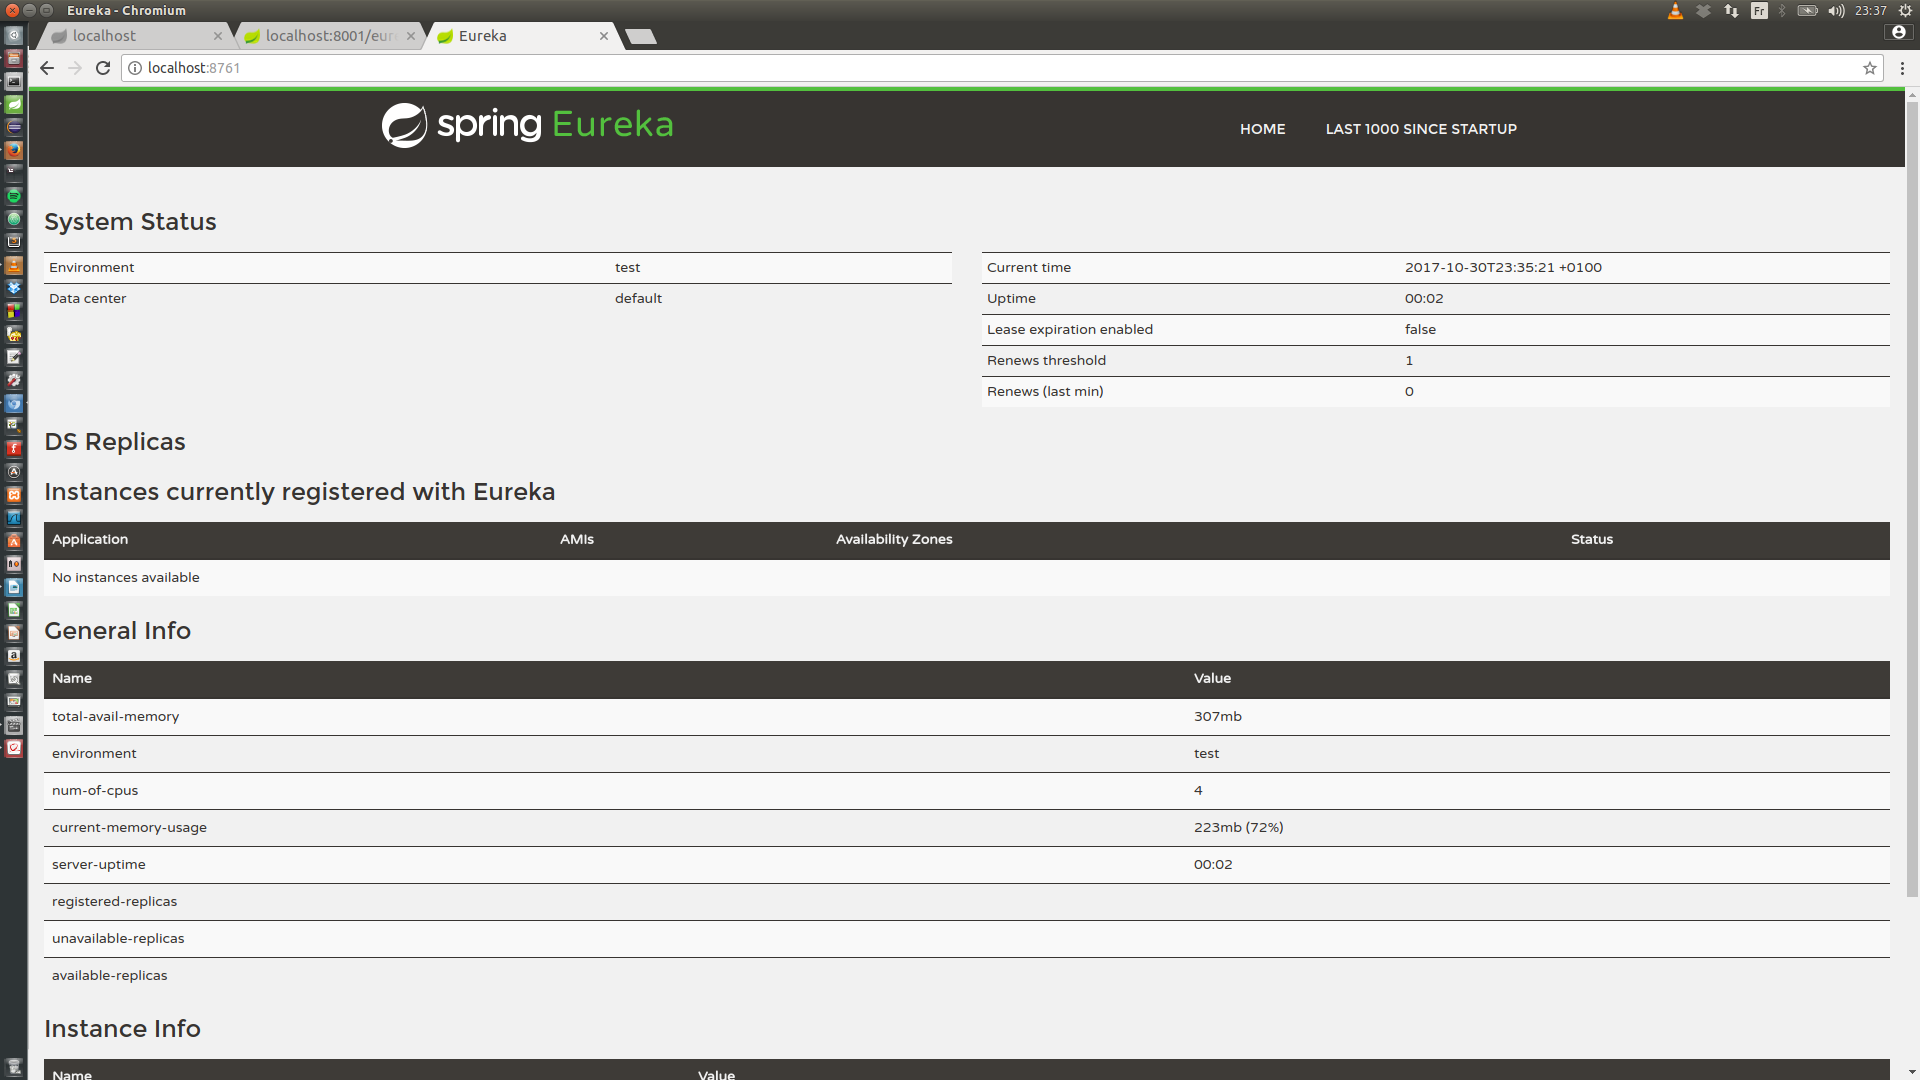 Eureka - Chromium
Fr
23:37
localhost
localhost:8001/eur
Eureka
localhost:8761
spring Eureka
HOME
LAST 1000 SINCE STARTUP
System Status
Environment test
Data center default
Current time 2017-10-30T23:35:21 +0100
Uptime 00:02
Lease expiration enabled false
Renews threshold 1
Renews (last min) 0
DS Replicas
Instances currently registered with Eureka
Application AMIs Availability Zones Status
No instances available
General Info
Name Value
total-avail-memory 307mb
environment test
num-of-cpus 4
current-memory-usage 223mb (72%)
server-uptime 00:02
registered-replicas
unavailable-replicas
available-replicas
Instance Info
Name Value